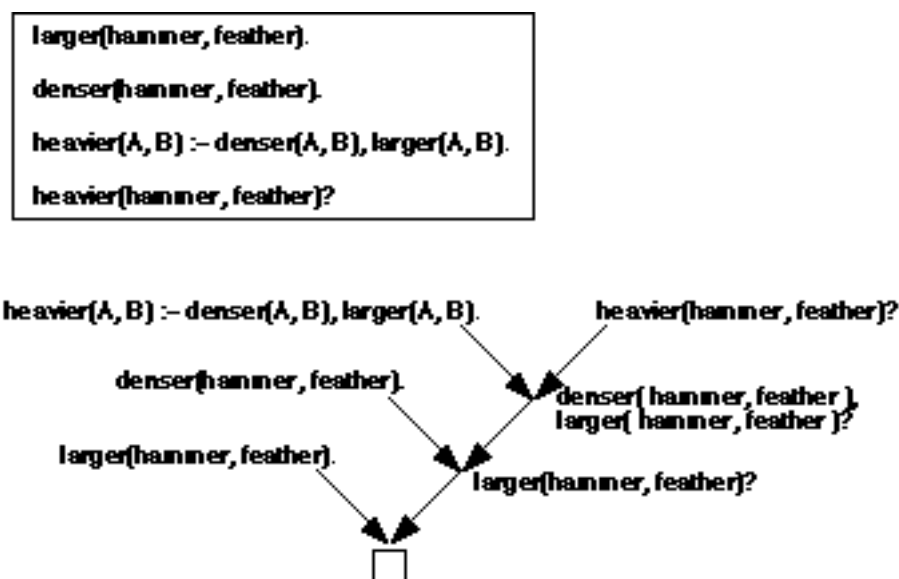 larger(hammer, feather).
denser(hammer, feather).
heavier(A, B) :– denser(A, B), larger(A, B).
heavier(hammer, feather)?
heavier(A, B) :– denser(A, B), larger(A, B).
heavier(hammer, feather)?
denser(hammer, feather).
denser( hammer, feather ),
larger( hammer, feather )?
larger(hammer, feather).
larger(hammer, feather)?